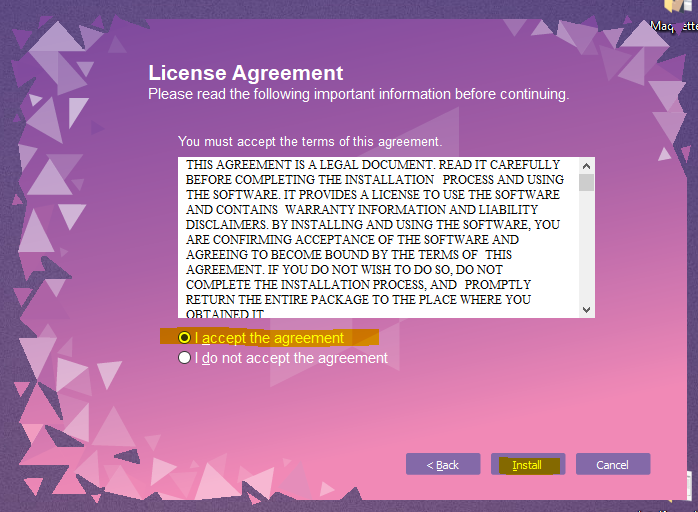 Maquette
License Agreement
Please read the following important information before continuing.
You must accept the terms of this agreement.
THIS AGREEMENT IS A LEGAL DOCUMENT. READ IT CAREFULLY
BEFORE COMPLETING THE INSTALLATION PROCESS AND USING
THE SOFTWARE. IT PROVIDES A LICENSE TO USE THE SOFTWARE
AND CONTAINS WARRANTY INFORMATION AND LIABILITY
DISCLAIMERS. BY INSTALLING AND USING THE SOFTWARE, YOU
ARE CONFIRMING ACCEPTANCE OF THE SOFTWARE AND
AGREEING TO BECOME BOUND BY THE TERMS OF THIS
AGREEMENT. IF YOU DO NOT WISH TO DO SO, DO NOT
COMPLETE THE INSTALLATION PROCESS, AND PROMPTLY
RETURN THE ENTIRE PACKAGE TO THE PLACE WHERE YOU
OBTAINED IT.
I accept the agreement
I do not accept the agreement
< Back
Install
Cancel